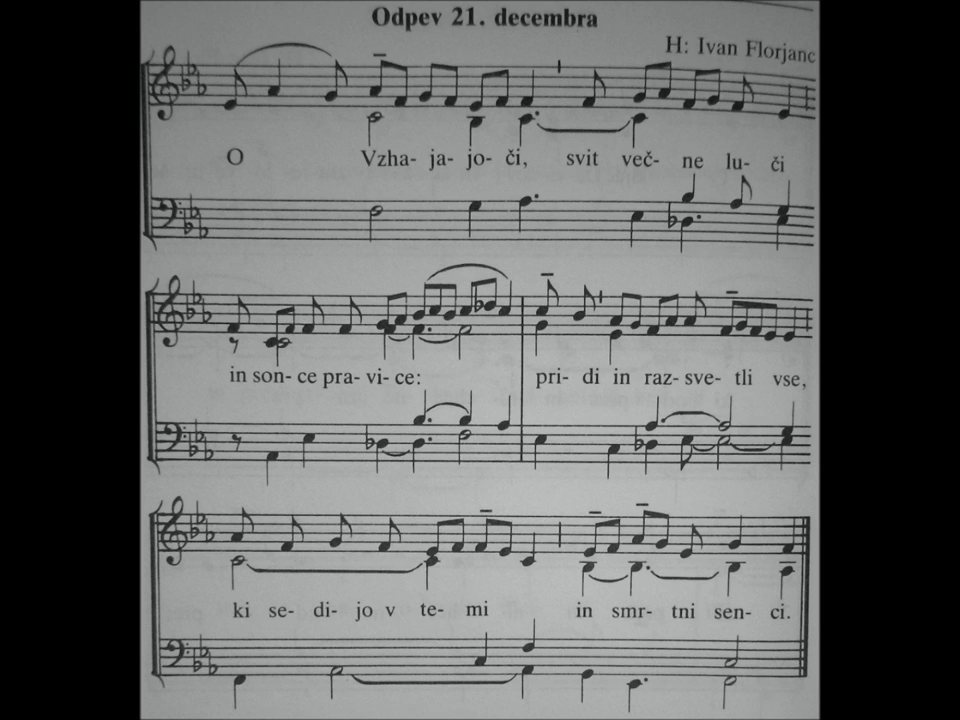 Odpev 21. decembra
H: Ivan Florjanc
O Vzha- ja- jo- či, svit več- ne lu- či
in son- ce pra- vi- ce: pri- di in raz- sve- tli vse,
ki se- di- jo v te- mi in smr- tni sen- ci.